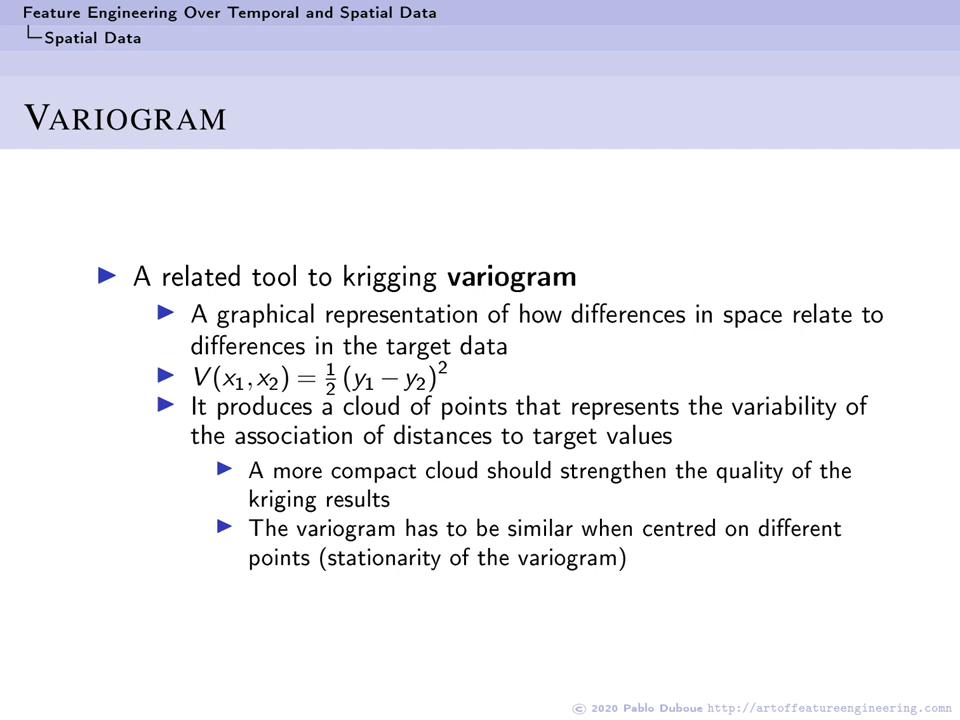 Feature Engineering Over Temporal and Spatial Data
Spatial Data
VARIOGRAM
A related tool to krigging variogram
A graphical representation of how differences in space relate to
differences in the target data
V(x₁, x₂) = ½ (y₁ − y₂)²
It produces a cloud of points that represents the variability of
the association of distances to target values
A more compact cloud should strengthen the quality of the
kriging results
The variogram has to be similar when centred on different
points (stationarity of the variogram)
© 2020 Pablo Duboue http://artoffeatureengineering.comn